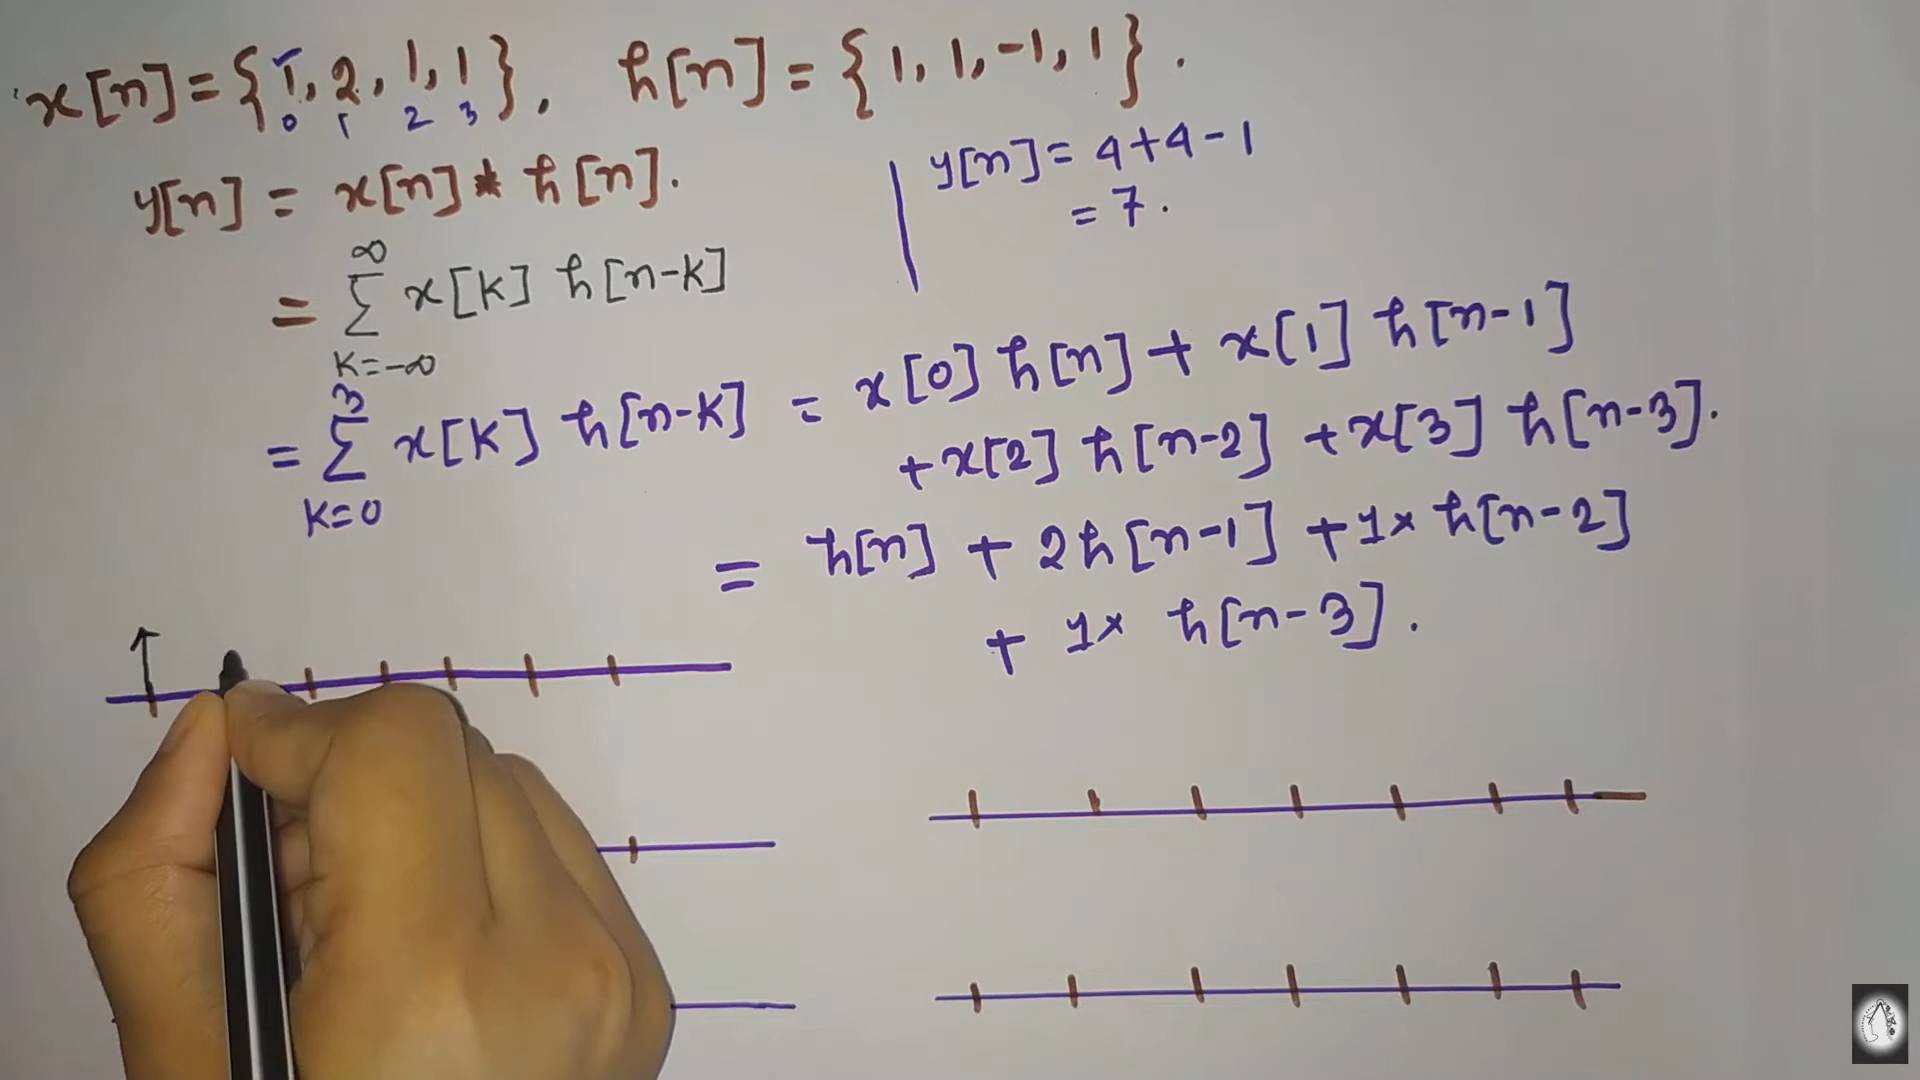 x[n] = {1, 2, 1, 1}, h[n] = {1, 1, -1, 1}.
0 1 2 3
y[n] = x[n] * h[n].
y[n] = 4+4-1
= 7.
= ∑ x[k] h[n-k]
∞
k=-∞
= ∑ x[k] h[n-k] = x[0] h[n] + x[1] h[n-1]
3
k=0
+x[2] h[n-2] +x[3] h[n-3].
= h[n] + 2h[n-1] +1× h[n-2]
+ 1× h[n-3].